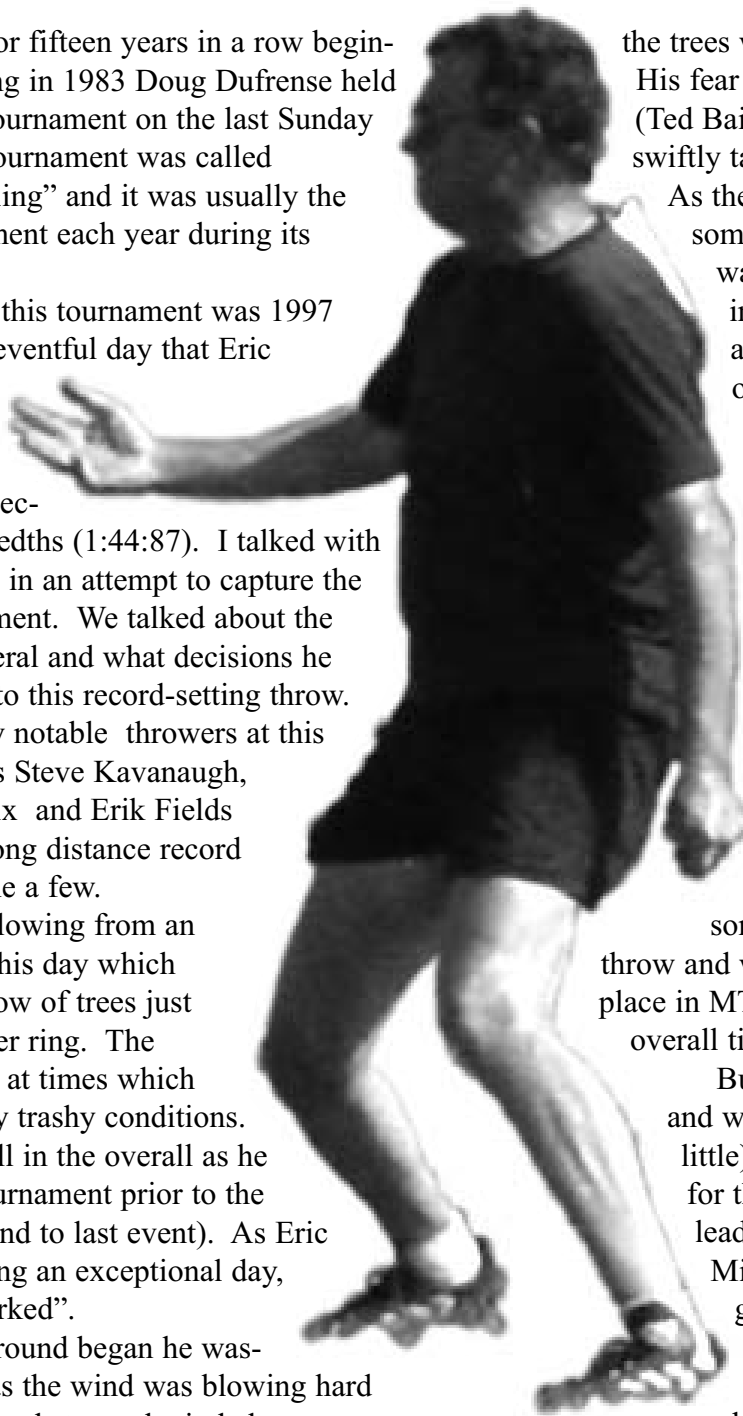 or fifteen years in a row begin-
ng in 1983 Doug Dufrense held
ournament on the last Sunday
ournament was called
ing” and it was usually the
ment each year during its
this tournament was 1997
eventful day that Eric
ec-
edths (1:44:87). I talked with
in an attempt to capture the
ment. We talked about the
eral and what decisions he
to this record-setting throw.
y notable throwers at this
s Steve Kavanaugh,
x and Erik Fields
ong distance record
e a few.
lowing from an
his day which
ow of trees just
er ring. The
at times which
y trashy conditions.
ll in the overall as he
urnament prior to the
nd to last event). As Eric
ng an exceptional day,
rked”.
round began he was-
as the wind was blowing hard
the trees w
His fear
(Ted Bai
swiftly ta
As the
som
wa
in
a
o
som
throw and v
place in MT
overall ti
Bu
and w
little)
for th
lead
Mi
g